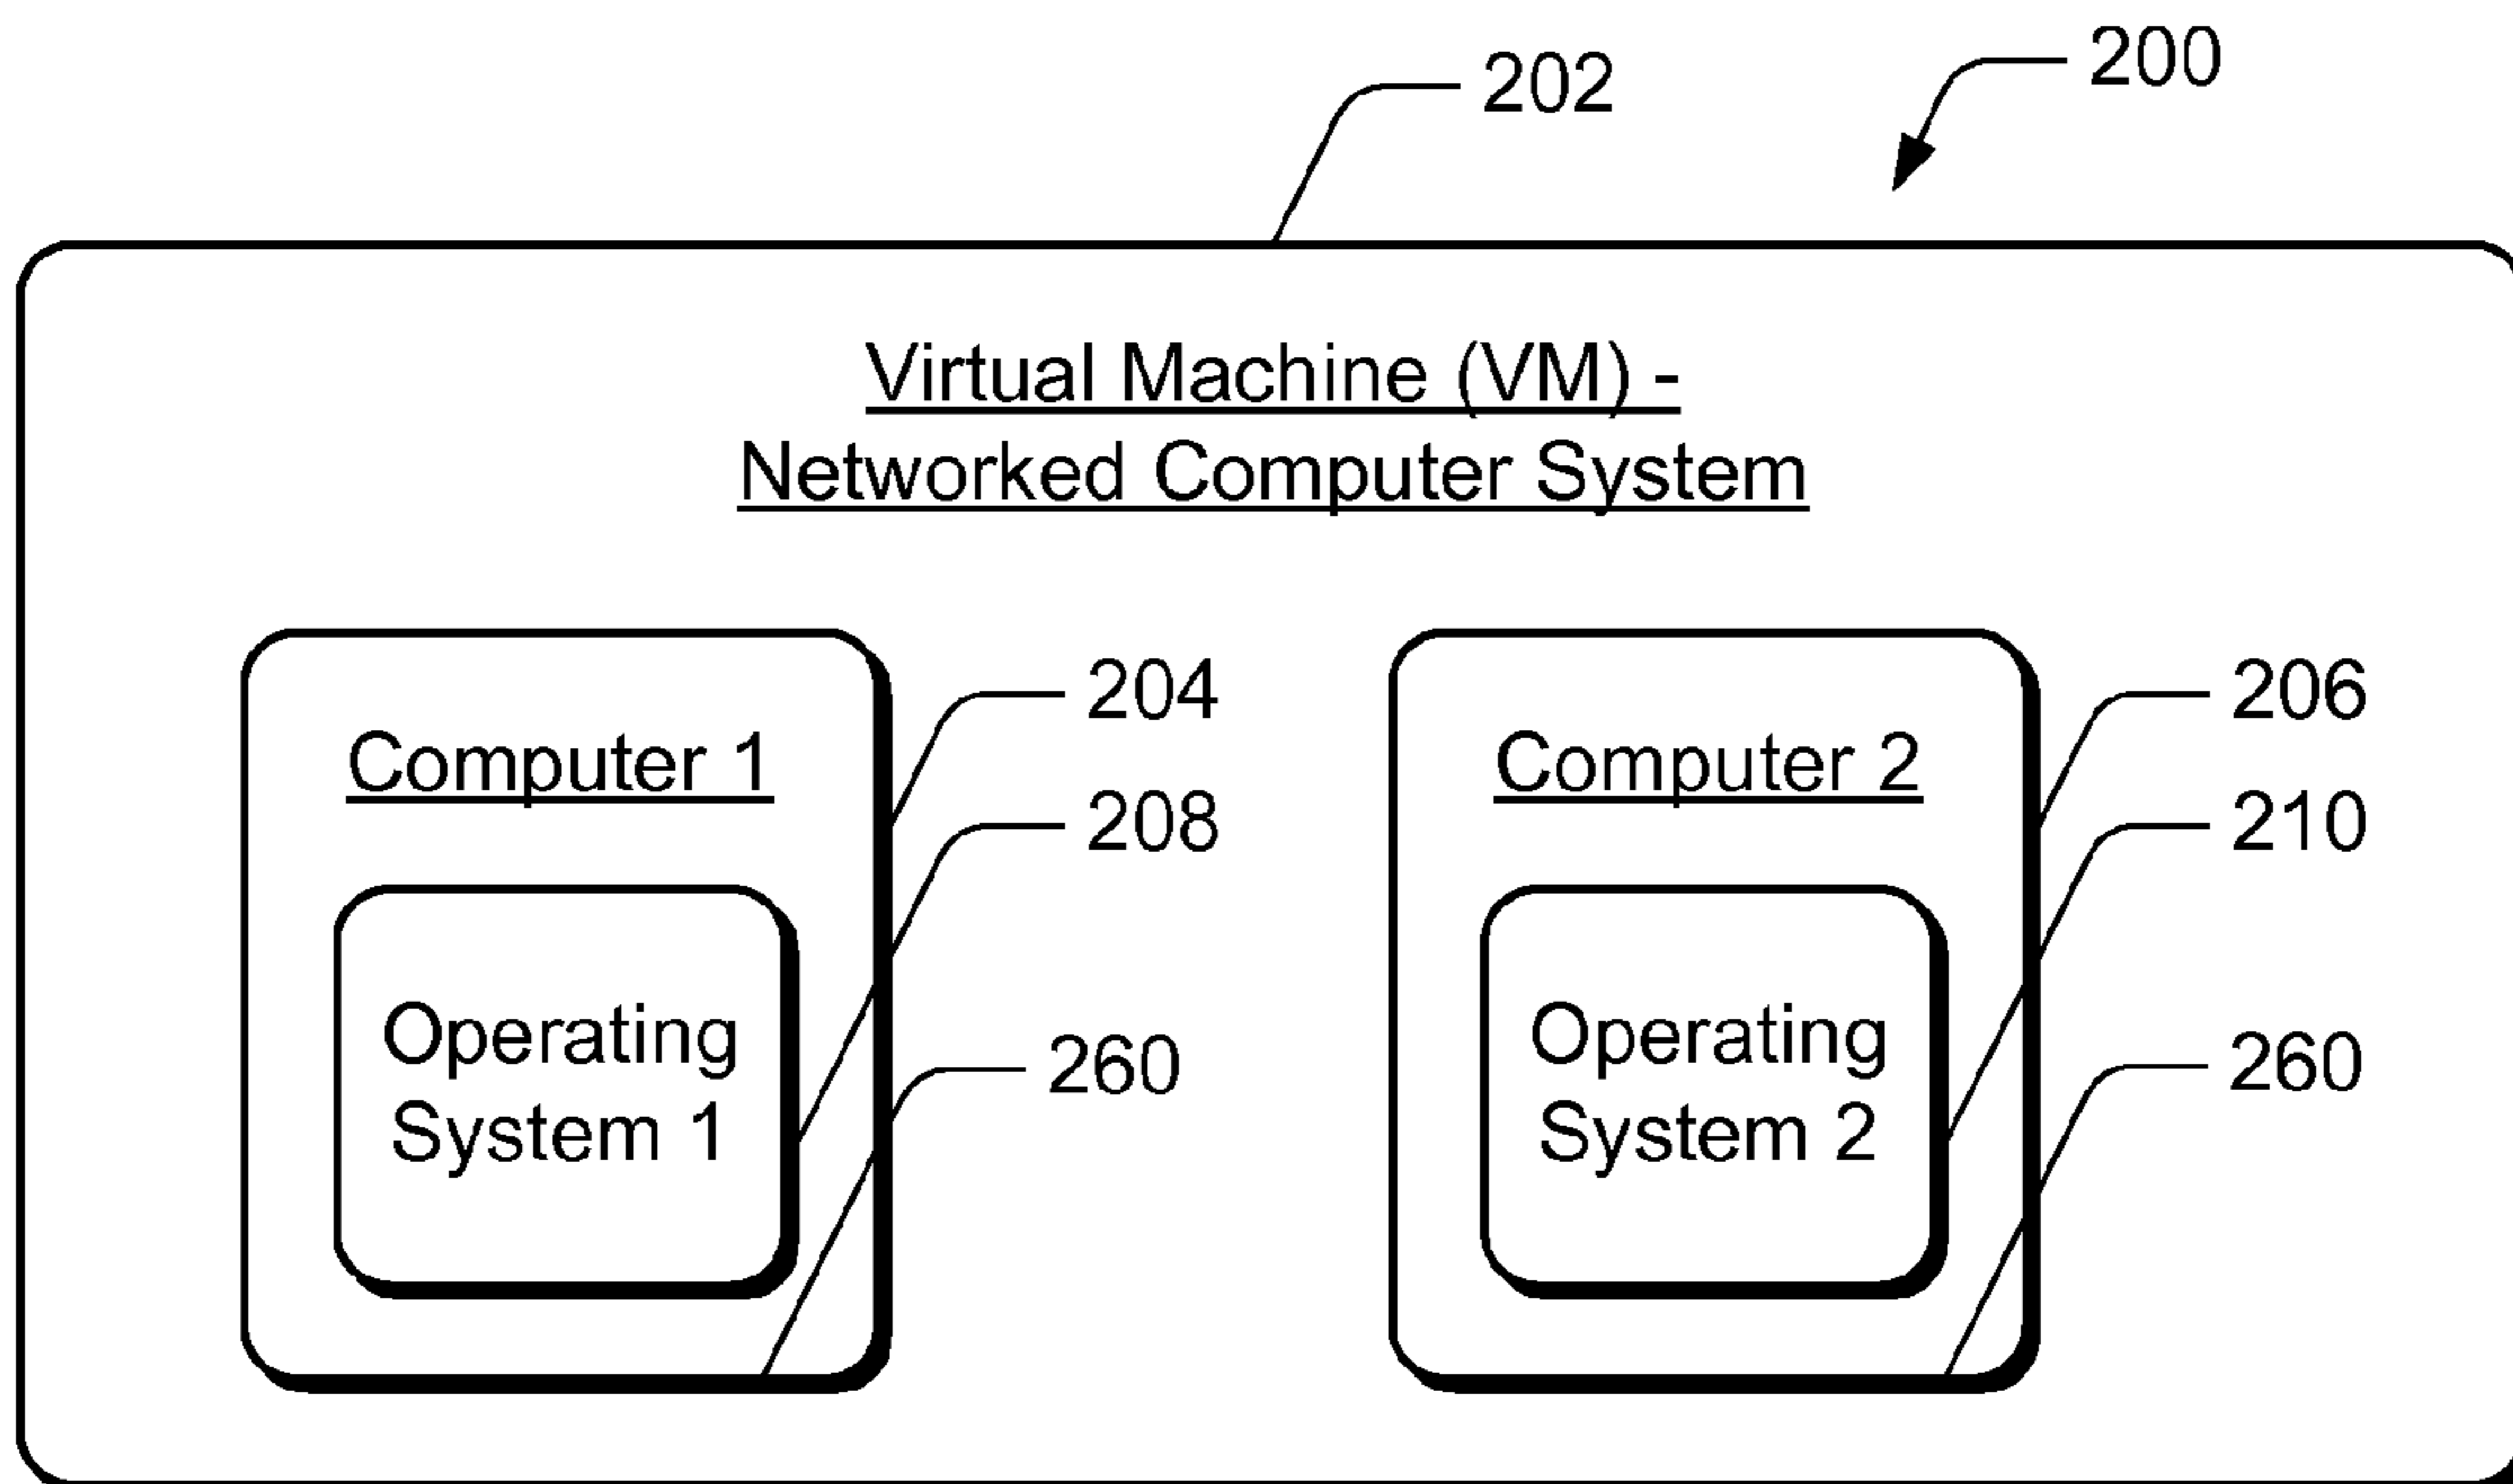 202
200
Virtual Machine (VM) -
Networked Computer System
Computer 1
204
208
Operating
System 1
260
Computer 2
206
210
Operating
System 2
260